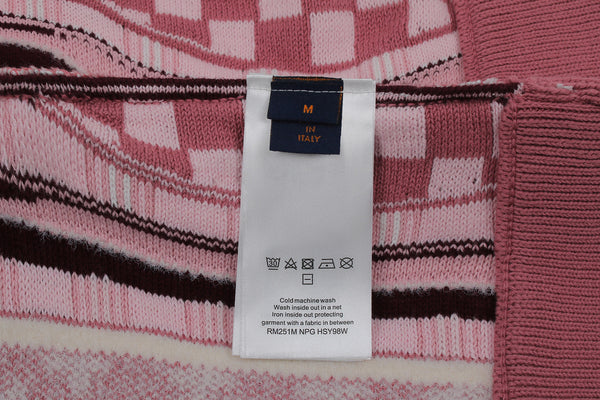 M
IN
ITALY
30
Cold machine wash
Wash inside out in a net
Iron inside out protecting
garment with a fabric in between
RM251M NPG HSY98W